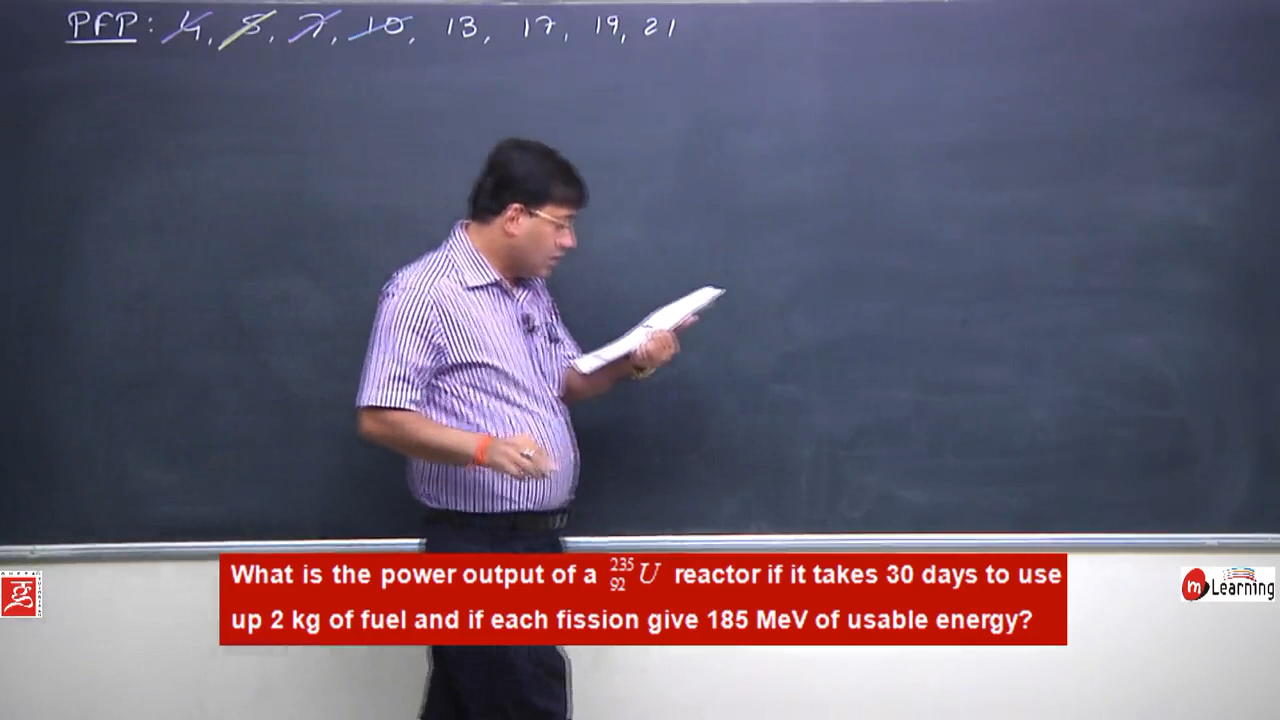 PFP : 4, 5, 7, 10, 13, 17, 19, 21
What is the power output of a ²³⁵₉₂U reactor if it takes 30 days to use
up 2 kg of fuel and if each fission give 185 MeV of usable energy?
m Learning